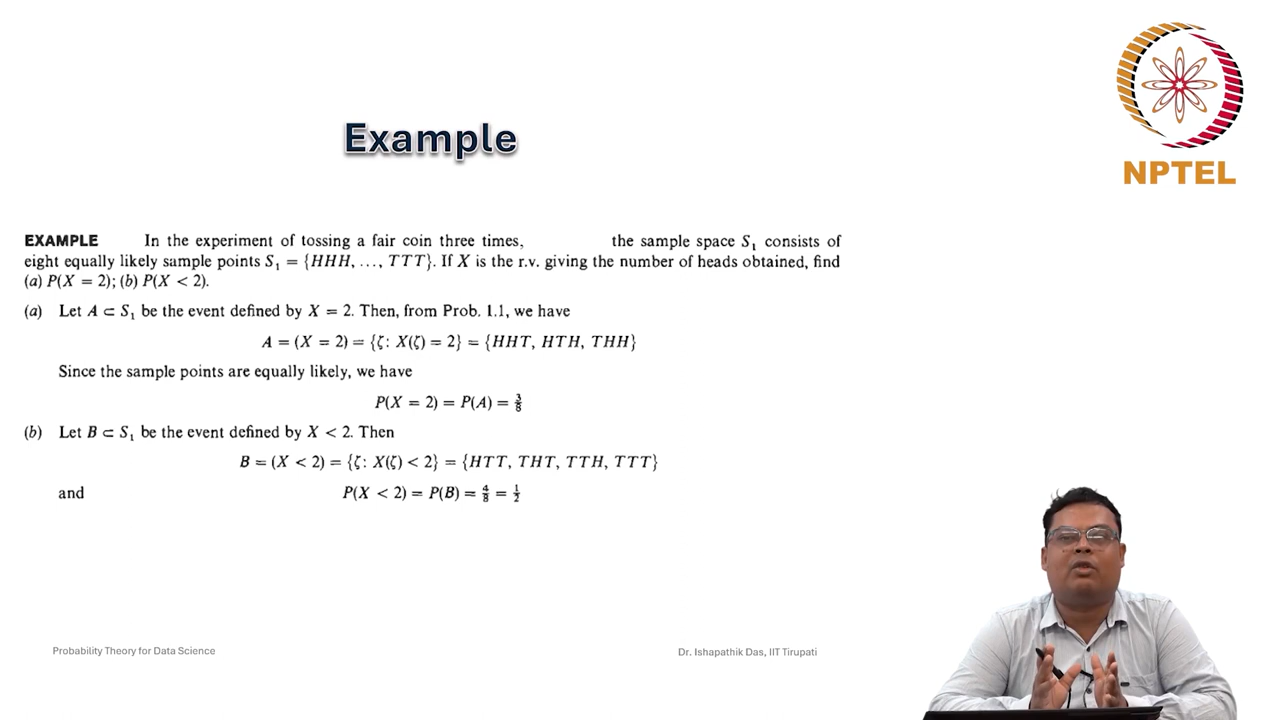 Example
NPTEL
EXAMPLE In the experiment of tossing a fair coin three times, the sample space S₁ consists of
eight equally likely sample points S₁ = {HHH, ..., TTT}. If X is the r.v. giving the number of heads obtained, find
(a) P(X = 2); (b) P(X < 2).
(a) Let A ⊂ S₁ be the event defined by X = 2. Then, from Prob. 1.1, we have
A = (X = 2) = {ζ: X(ζ) = 2} = {HHT, HTH, THH}
Since the sample points are equally likely, we have
P(X = 2) = P(A) = 3/8
(b) Let B ⊂ S₁ be the event defined by X < 2. Then
B = (X < 2) = {ζ: X(ζ) < 2} = {HTT, THT, TTH, TTT}
and P(X < 2) = P(B) = 4/8 = 1/2
Probability Theory for Data Science
Dr. Ishapathik Das, IIT Tirupati